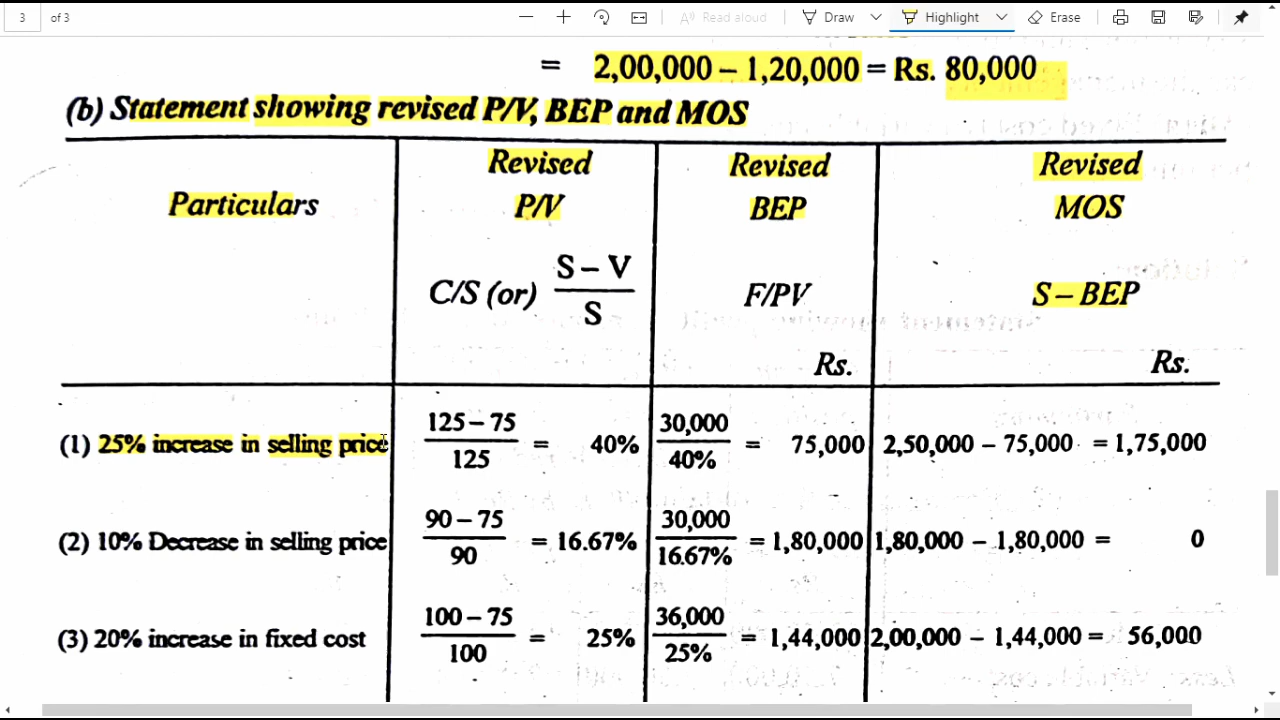 3 of 3 Read aloud Draw Highlight Erase
= 2,00,000 – 1,20,000 = Rs. 80,000
(b) Statement showing revised P/V, BEP and MOS
Particulars
Revised
P/V
C/S (or) S – V
S
Revised
BEP
F/PV
Rs.
Revised
MOS
S – BEP
Rs.
(1) 25% increase in selling price
125 – 75
125
= 40%
30,000
40%
= 75,000
2,50,000 – 75,000 = 1,75,000
(2) 10% Decrease in selling price
90 – 75
90
= 16.67%
30,000
16.67%
= 1,80,000
1,80,000 – 1,80,000 = 0
(3) 20% increase in fixed cost
100 – 75
100
= 25%
36,000
25%
= 1,44,000
2,00,000 – 1,44,000 = 56,000